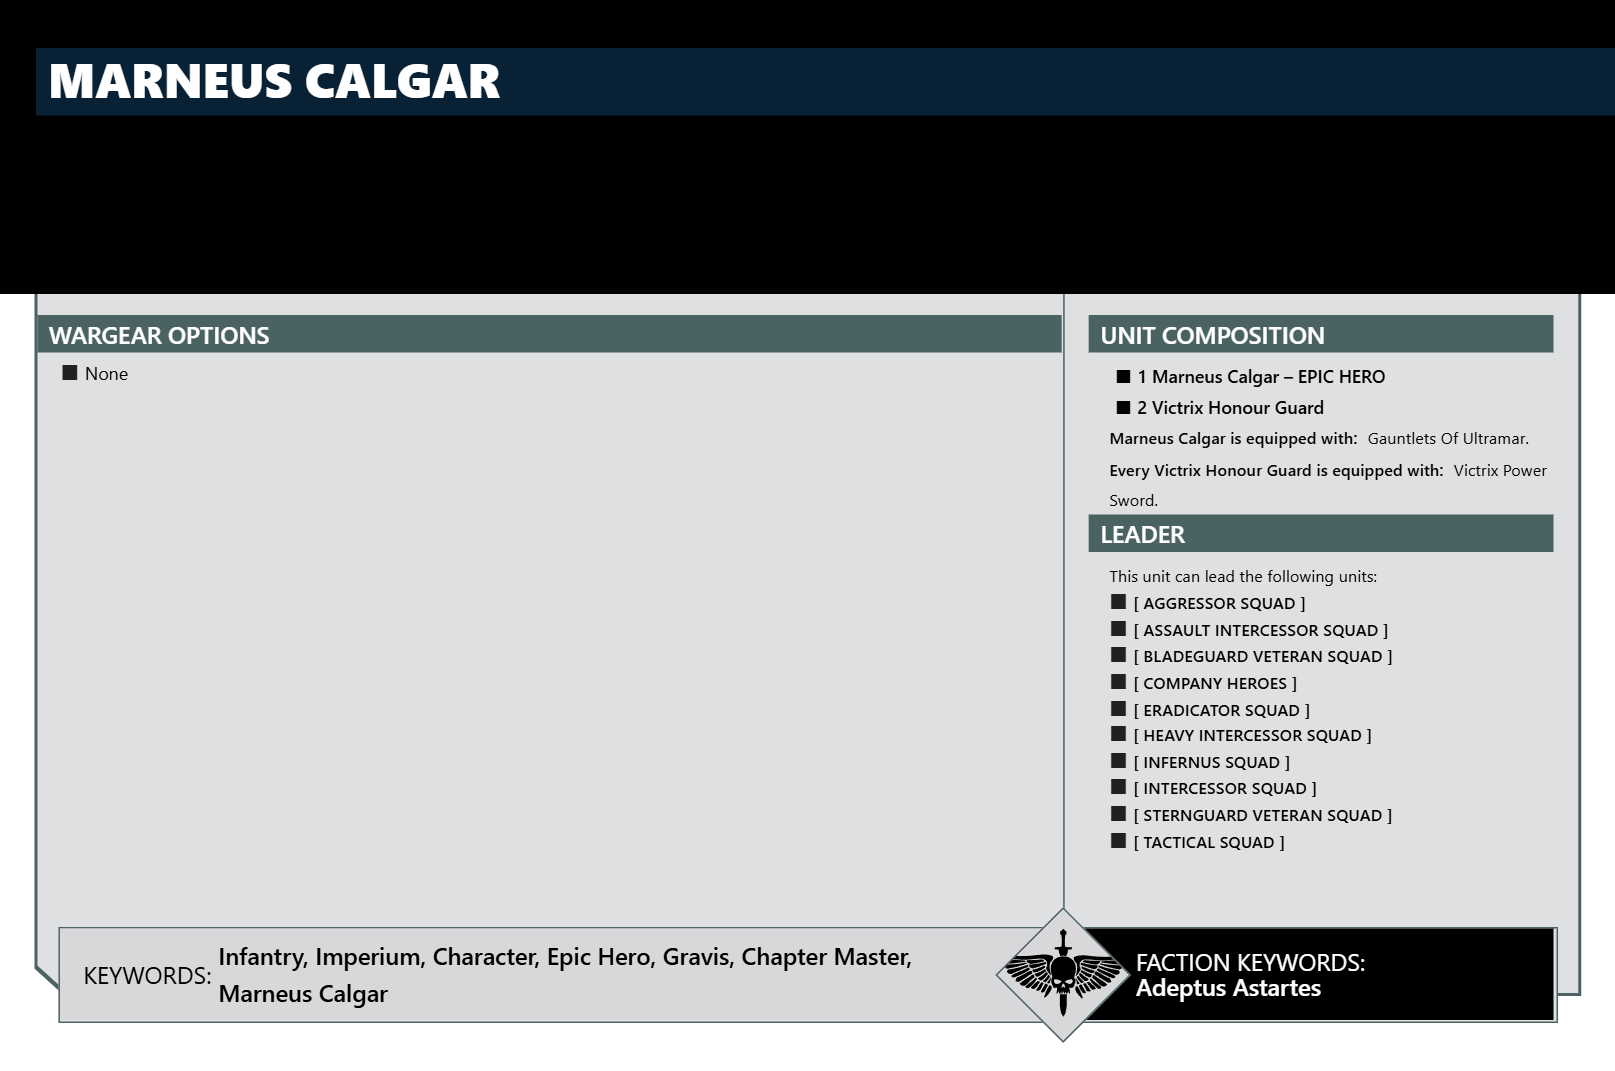 MARNEUS CALGAR
WARGEAR OPTIONS
None
UNIT COMPOSITION
1 Marneus Calgar – EPIC HERO
2 Victrix Honour Guard
Marneus Calgar is equipped with: Gauntlets Of Ultramar.
Every Victrix Honour Guard is equipped with: Victrix Power
Sword.
LEADER
This unit can lead the following units:
[ AGGRESSOR SQUAD ]
[ ASSAULT INTERCESSOR SQUAD ]
[ BLADEGUARD VETERAN SQUAD ]
[ COMPANY HEROES ]
[ ERADICATOR SQUAD ]
[ HEAVY INTERCESSOR SQUAD ]
[ INFERNUS SQUAD ]
[ INTERCESSOR SQUAD ]
[ STERNGUARD VETERAN SQUAD ]
[ TACTICAL SQUAD ]
KEYWORDS: Infantry, Imperium, Character, Epic Hero, Gravis, Chapter Master,
Marneus Calgar
FACTION KEYWORDS:
Adeptus Astartes